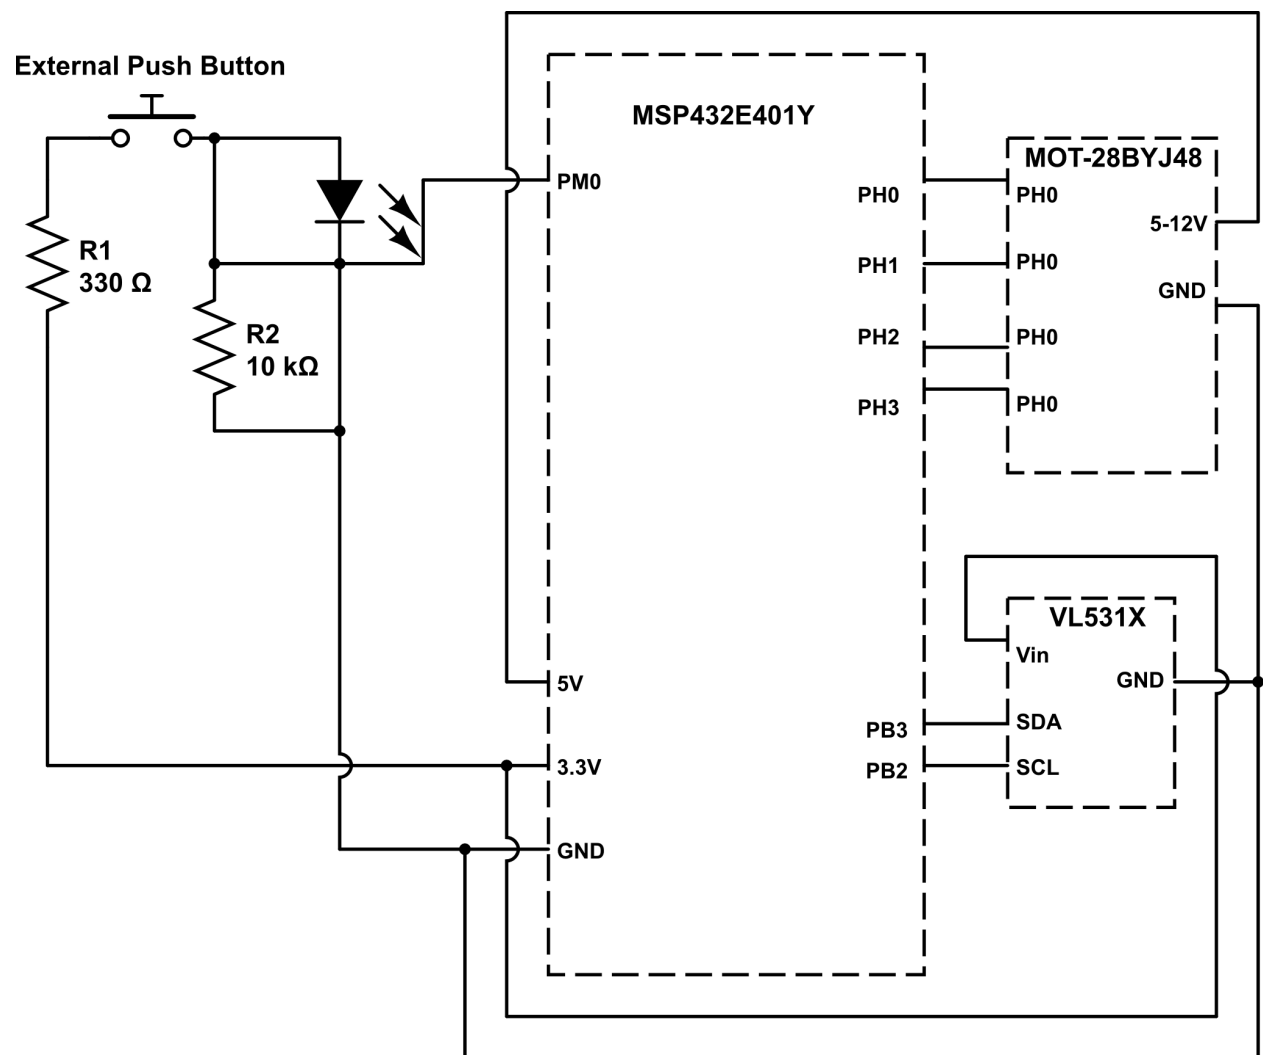 External Push Button
MSP432E401Y
MOT-28BYJ48
PM0
PH0
PH0
5-12V
R1
330 Ω
PH1
PH0
GND
R2
10 kΩ
PH2
PH0
PH3
PH0
VL531X
Vin
5V
GND
PB3
SDA
3.3V
PB2
SCL
GND